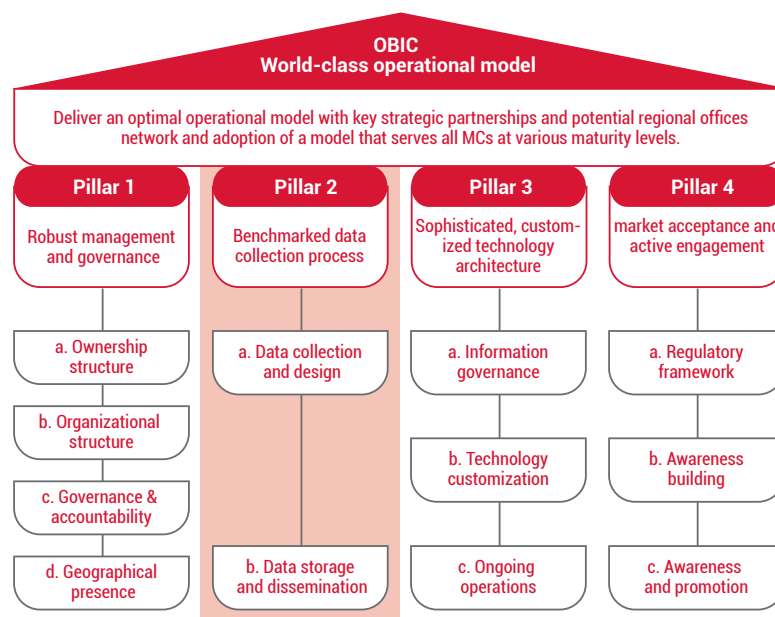 OBIC
World-class operational model
Deliver an optimal operational model with key strategic partnerships and potential regional offices
network and adoption of a model that serves all MCs at various maturity levels.
Pillar 1
Robust management
and governance
a. Ownership
structure
b. Organizational
structure
c. Governance &
accountability
d. Geographical
presence
Pillar 2
Benchmarked data
collection process
a. Data collection
and design
b. Data storage
and dissemination
Pillar 3
Sophisticated, custom-
ized technology
architecture
a. Information
governance
b. Technology
customization
c. Ongoing
operations
Pillar 4
market acceptance and
active engagement
a. Regulatory
framework
b. Awareness
building
c. Awareness
and promotion